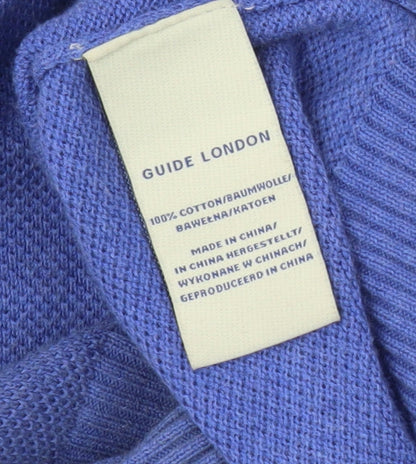 GUIDE LONDON
100% COTTON/BAUMWOLLE/
BAWEŁNA/KATOEN
MADE IN CHINA/
IN CHINA HERGESTELLT/
WYKONANE W CHINACH/
GEPRODUCEERD IN CHINA